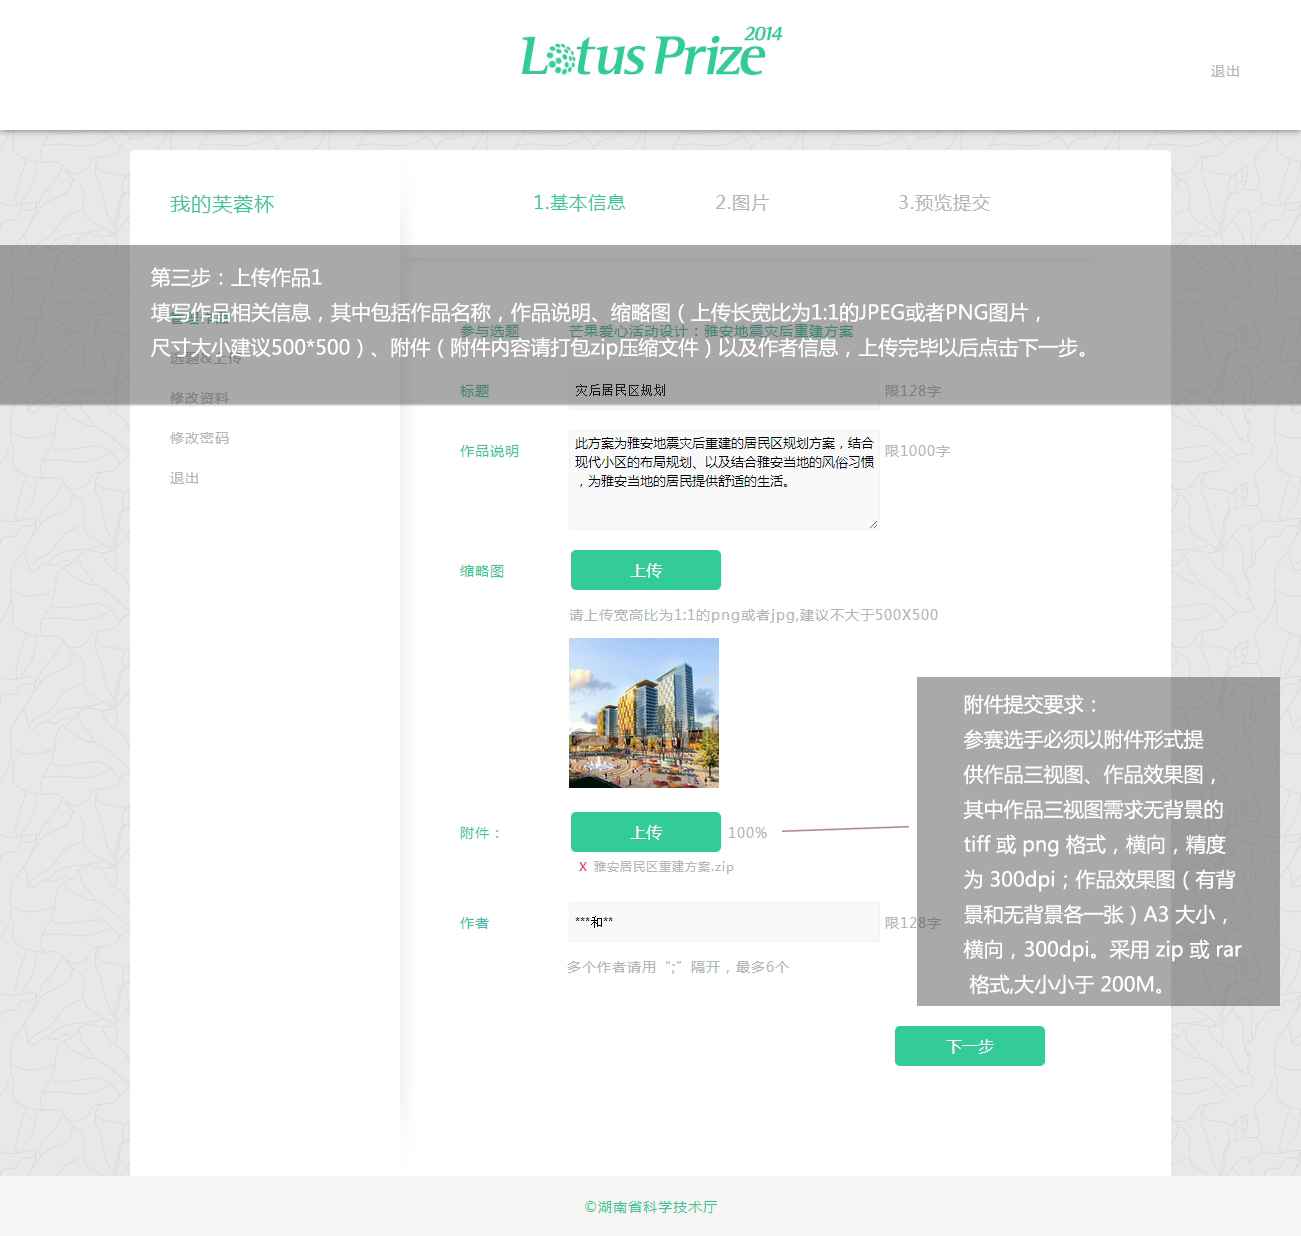 Lotus Prize 2014
退出
我的芙蓉杯
1.基本信息
2.图片
3.预览提交
第三步：上传作品1
填写作品相关信息，其中包括作品名称，作品说明、缩略图（上传长宽比为1:1的JPEG或者PNG图片，
尺寸大小建议500*500）、附件（附件内容请打包zip压缩文件）以及作者信息，上传完毕以后点击下一步。
管理作品
选题&上传
修改资料
修改密码
退出
参与选题
芒果爱心活动设计：雅安地震灾后重建方案
标题
灾后居民区规划
限128字
作品说明
此方案为雅安地震灾后重建的居民区规划方案，结合
现代小区的布局规划、以及结合雅安当地的风俗习惯
，为雅安当地的居民提供舒适的生活。
限1000字
缩略图
上传
请上传宽高比为1:1的png或者jpg,建议不大于500X500
附件：
上传
100%
X 雅安居民区重建方案.zip
作者
***和**
限128字
多个作者请用“;”隔开，最多6个
附件提交要求：
参赛选手必须以附件形式提
供作品三视图、作品效果图，
其中作品三视图需求无背景的
tiff 或 png 格式，横向，精度
为 300dpi；作品效果图（有背
景和无背景各一张）A3 大小，
横向，300dpi。采用 zip 或 rar
格式,大小小于 200M。
下一步
©湖南省科学技术厅